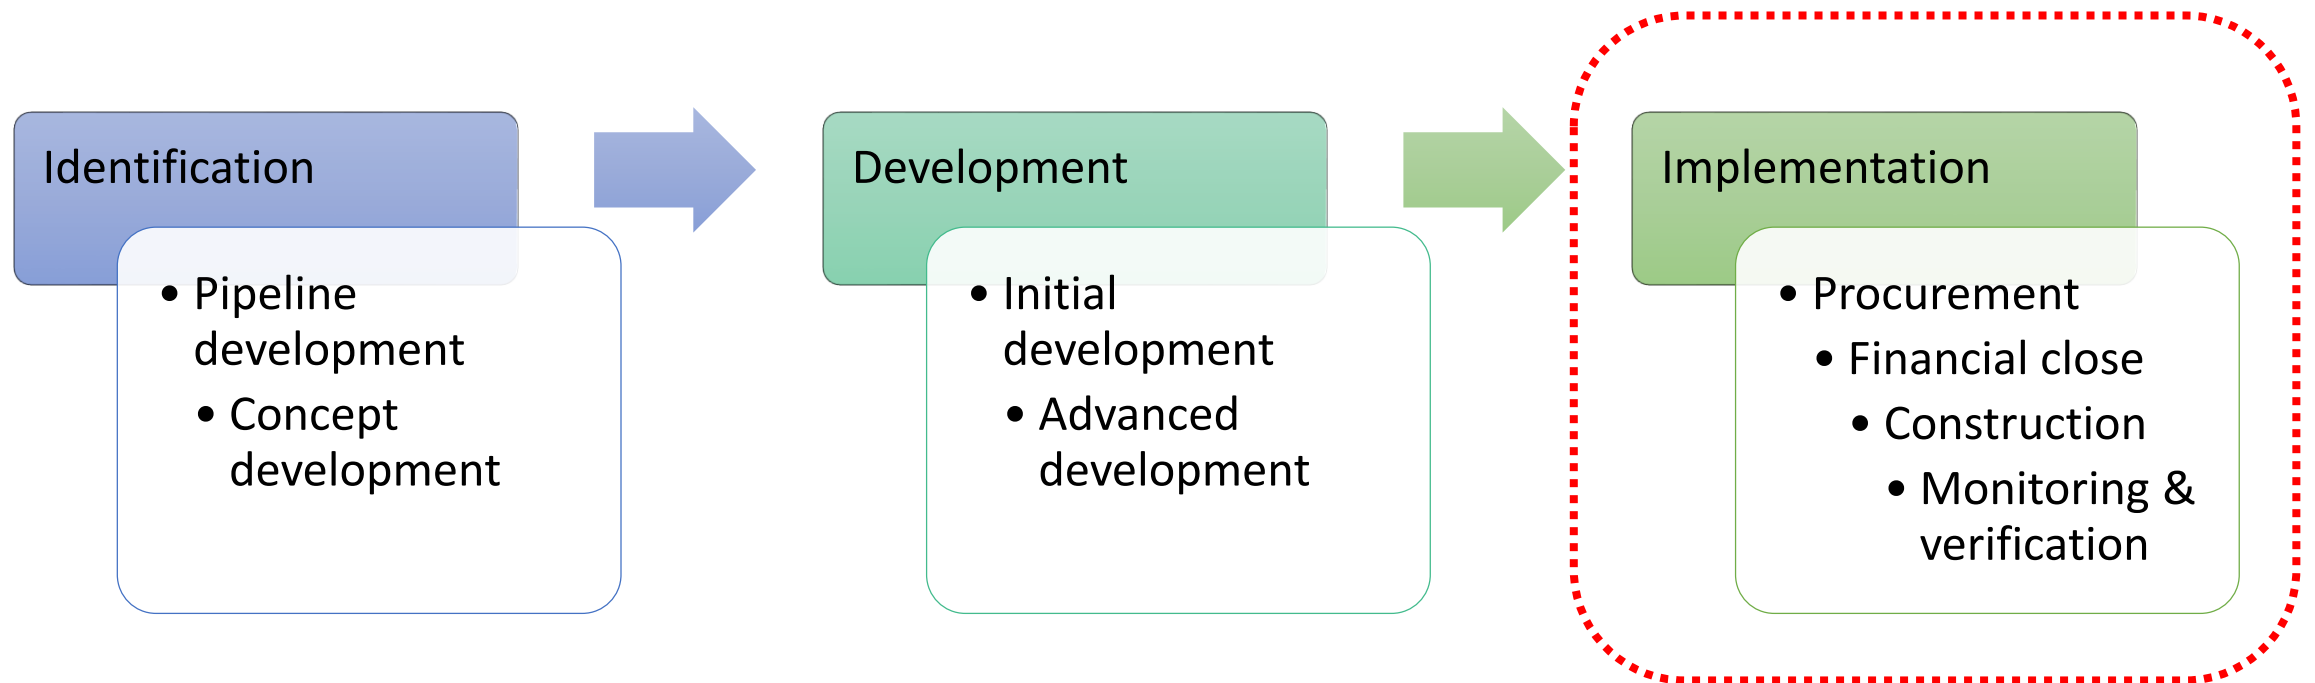 Identification
• Pipeline
development
• Concept
development
Development
• Initial
development
• Advanced
development
Implementation
• Procurement
• Financial close
• Construction
• Monitoring &
verification